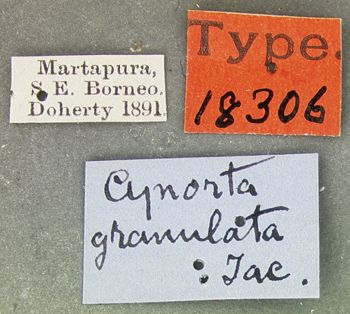 Martapura,
S. E. Borneo.
Doherty 1891.
Type.
18306
Cynorta
granulata
Jac.